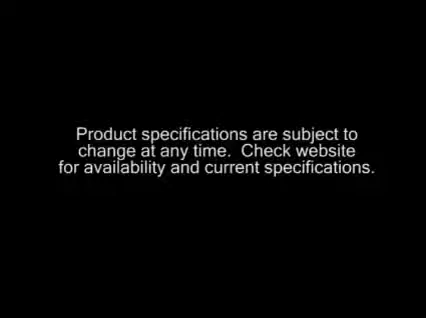 Product specifications are subject to
change at any time.  Check website
for availability and current specifications.